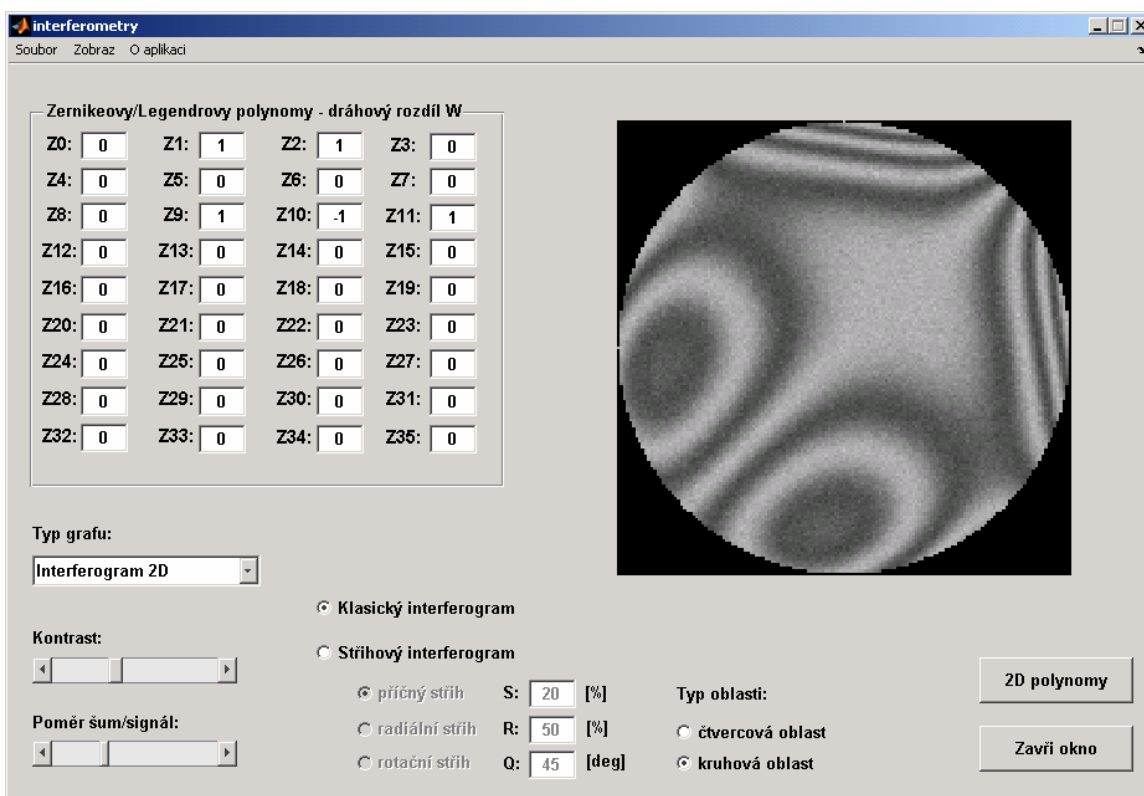 interferometry
Soubor Zobraz O aplikaci
Zernikeovy/Legendrovy polynomy - dráhový rozdíl W
Z0: 0 Z1: 1 Z2: 1 Z3: 0
Z4: 0 Z5: 0 Z6: 0 Z7: 0
Z8: 0 Z9: 1 Z10: -1 Z11: 1
Z12: 0 Z13: 0 Z14: 0 Z15: 0
Z16: 0 Z17: 0 Z18: 0 Z19: 0
Z20: 0 Z21: 0 Z22: 0 Z23: 0
Z24: 0 Z25: 0 Z26: 0 Z27: 0
Z28: 0 Z29: 0 Z30: 0 Z31: 0
Z32: 0 Z33: 0 Z34: 0 Z35: 0
Typ grafu:
Interferogram 2D
Klasický interferogram
Kontrast:
Střihový interferogram
příčný střih S: 20 [%]
Typ oblasti:
2D polynomy
Poměr šum/signál:
radiální střih R: 50 [%]
čtvercová oblast
rotační střih Q: 45 [deg]
kruhová oblast
Zavři okno